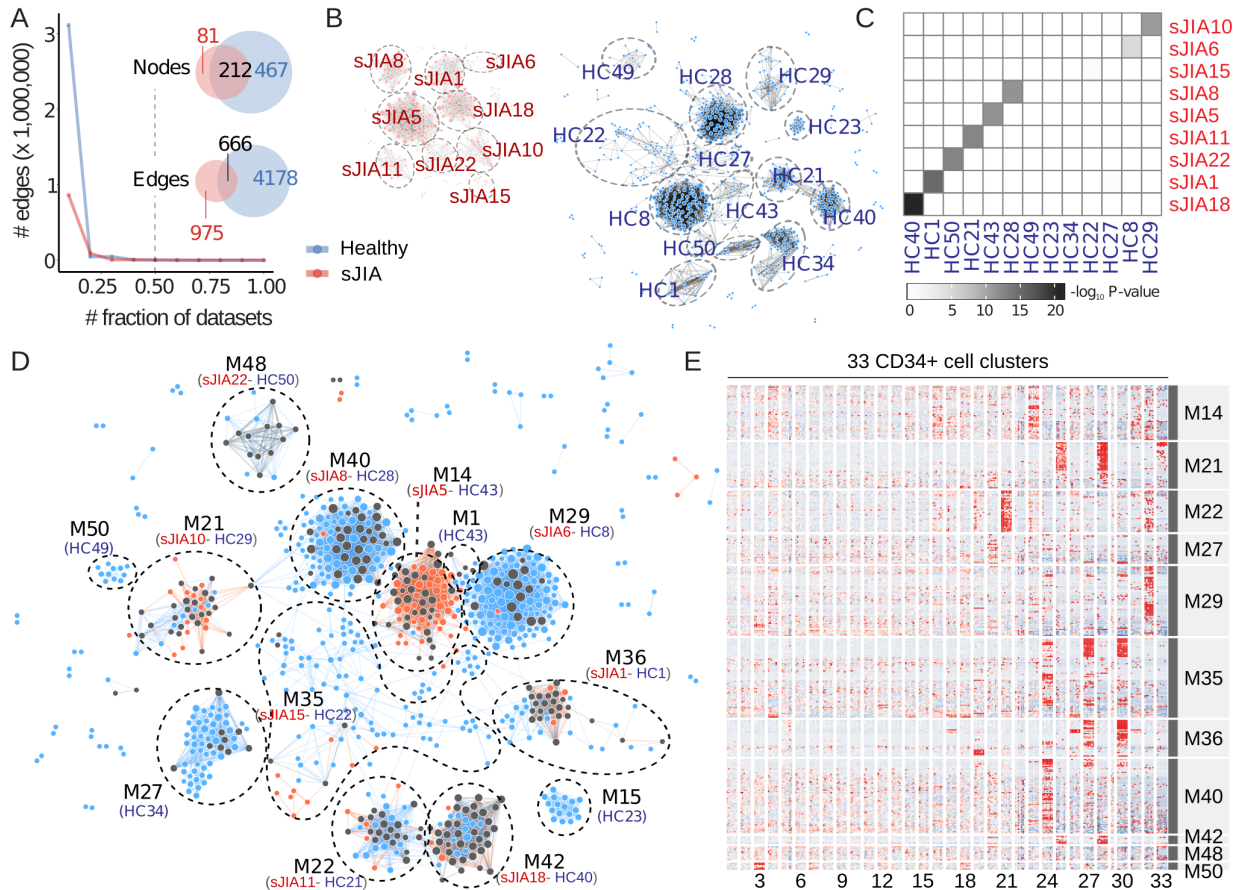 A
# edges (x 1,000,000)
3
2
1
0
0.25
0.50
0.75
1.00
# fraction of datasets
81
Nodes
212
467
666
Edges
4178
975
Healthy
sJIA
B
sJIA8
sJIA1
sJIA6
sJIA5
sJIA18
sJIA11
sJIA22
sJIA10
sJIA15
HC49
HC28
HC29
HC22
HC23
HC27
HC21
HC8
HC43
HC40
HC50
HC34
HC1
C
sJIA10
sJIA6
sJIA15
sJIA8
sJIA5
sJIA11
sJIA22
sJIA1
sJIA18
HC40
HC1
HC50
HC21
HC43
HC28
HC49
HC23
HC34
HC22
HC27
HC8
HC29
-log₁₀ P-value
0 5 10 15 20
D
M48
(sJIA22- HC50)
M40
(sJIA8- HC28)
M14
(sJIA5- HC43)
M50
(HC49)
M21
(sJIA10- HC29)
M1
(HC43)
M29
(sJIA6- HC8)
M36
(sJIA1- HC1)
M35
(sJIA15- HC22)
M27
(HC34)
M15
(HC23)
M22
(sJIA11- HC21)
M42
(sJIA18- HC40)
E
33 CD34+ cell clusters
M14
M21
M22
M27
M29
M35
M36
M40
M42
M48
M50
3 6 9 12 15 18 21 24 27 30 33